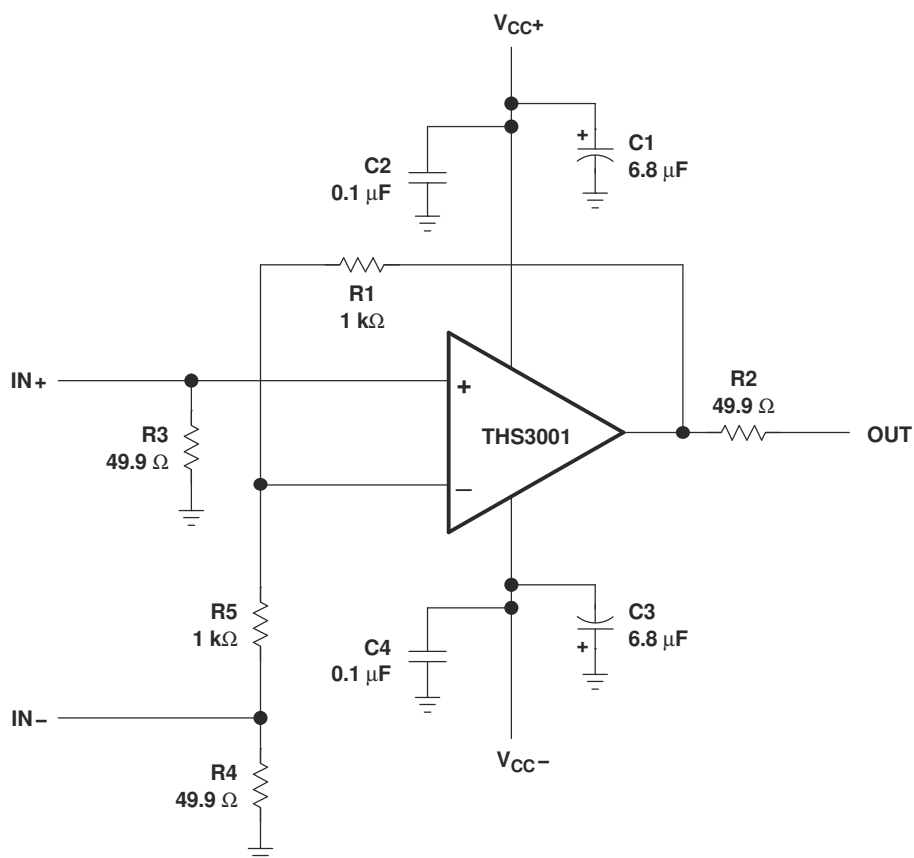 VCC+
C1
6.8 μF
+
C2
0.1 μF
R1
1 kΩ
IN+
+
R2
49.9 Ω
R3
49.9 Ω
THS3001
OUT
−
R5
1 kΩ
C3
6.8 μF
+
C4
0.1 μF
IN−
VCC−
R4
49.9 Ω